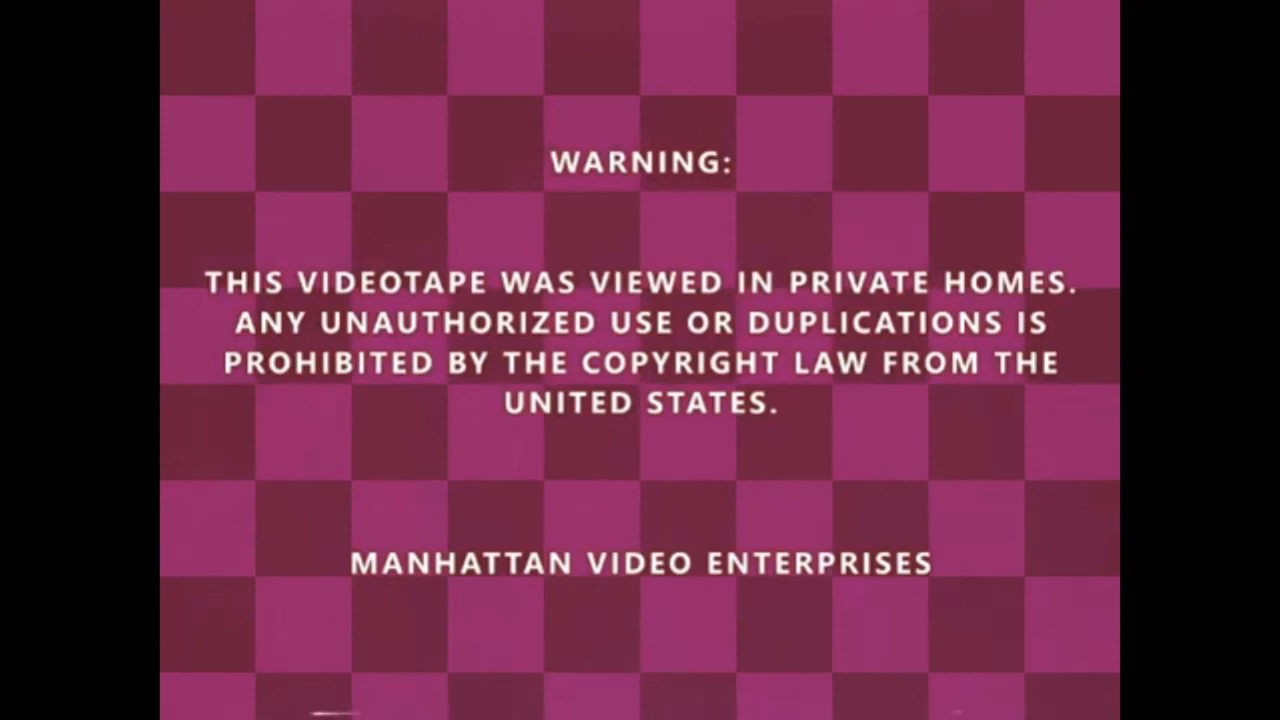 WARNING:
THIS VIDEOTAPE WAS VIEWED IN PRIVATE HOMES.
ANY UNAUTHORIZED USE OR DUPLICATIONS IS
PROHIBITED BY THE COPYRIGHT LAW FROM THE
UNITED STATES.
MANHATTAN VIDEO ENTERPRISES